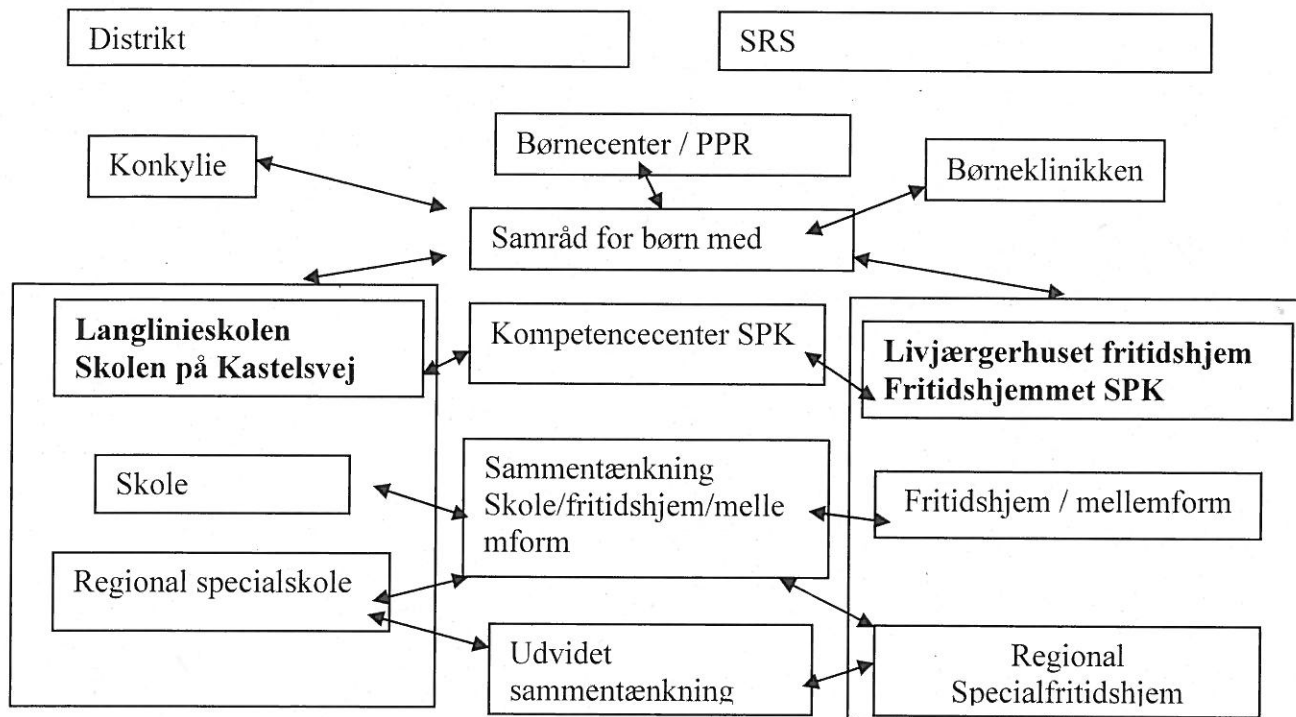 Distrikt
SRS
Børnecenter / PPR
Konkylie
Børneklinikken
Samråd for børn med
Langlinieskolen
Skolen på Kastelsvej
Kompetencecenter SPK
Livjærgerhuset fritidshjem
Fritidshjemmet SPK
Skole
Sammentænkning
Skole/fritidshjem/melle
mform
Fritidshjem / mellemform
Regional specialskole
Udvidet
sammentænkning
Regional
Specialfritidshjem